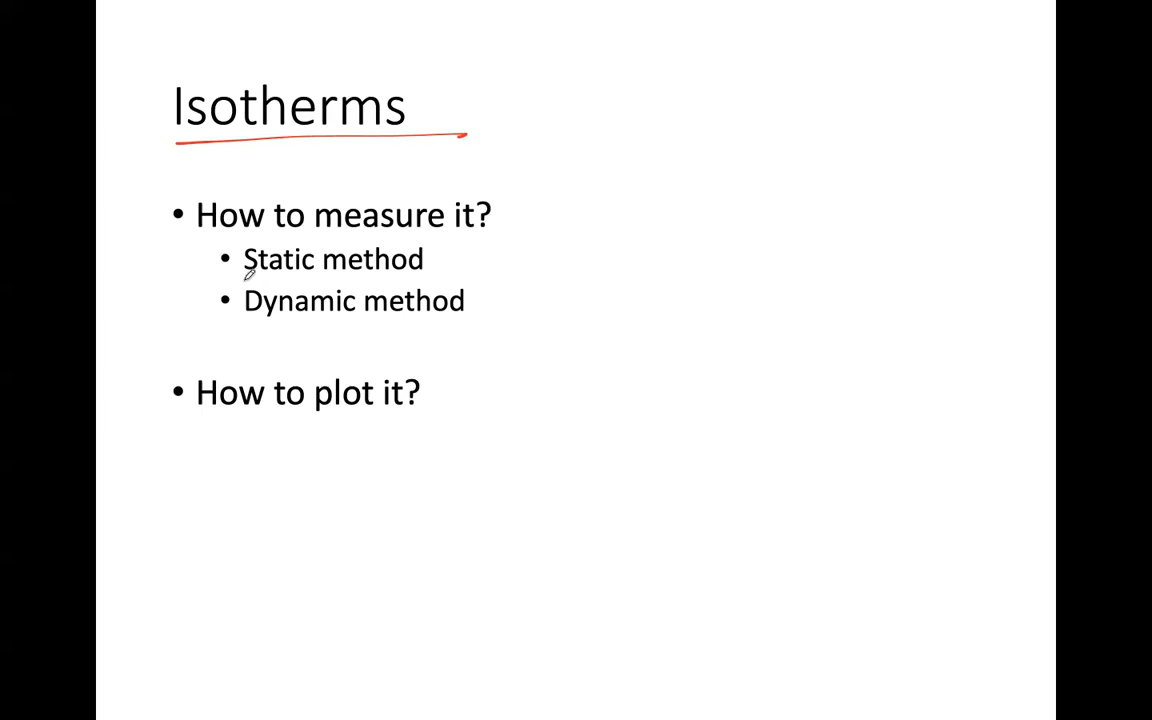 Isotherms
• How to measure it?
• Static method
• Dynamic method
• How to plot it?